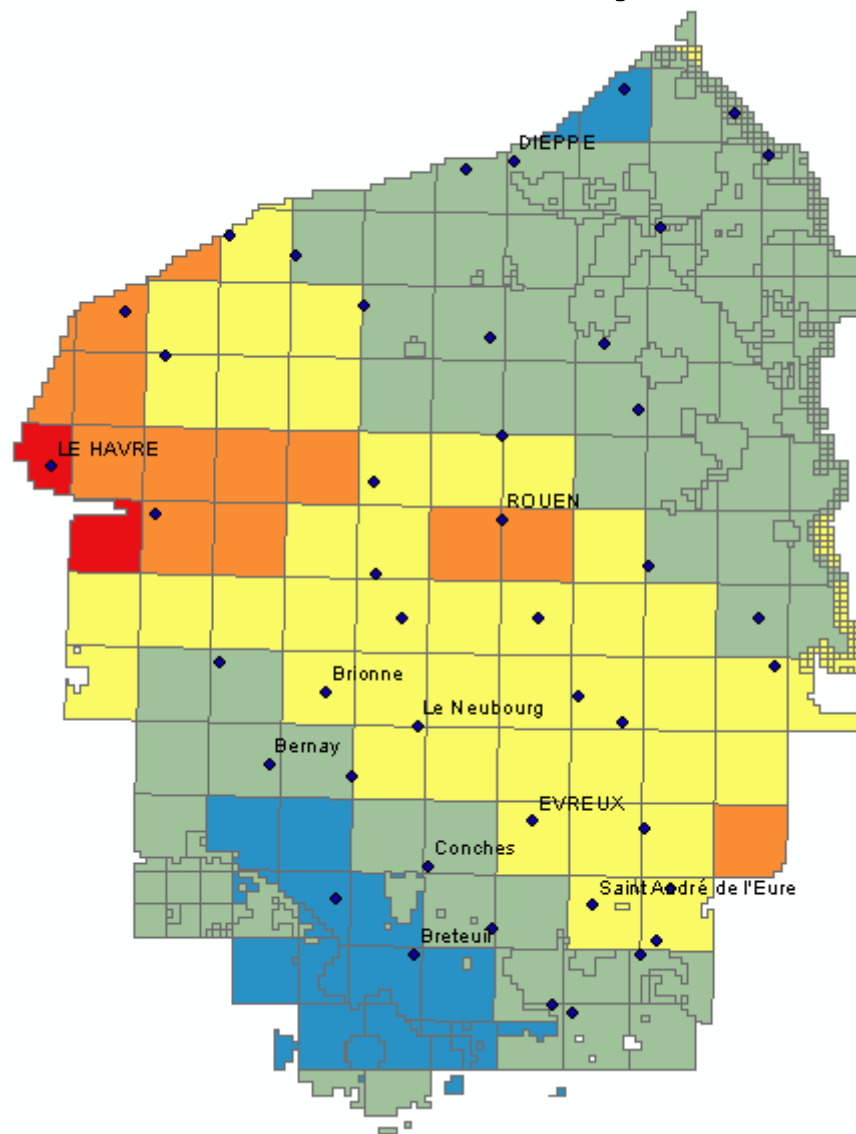 DIEPPE
LE HAVRE
ROUEN
Brionne
Le Neubourg
Bernay
EVREUX
Conches
Saint André de l'Eure
Breteuil